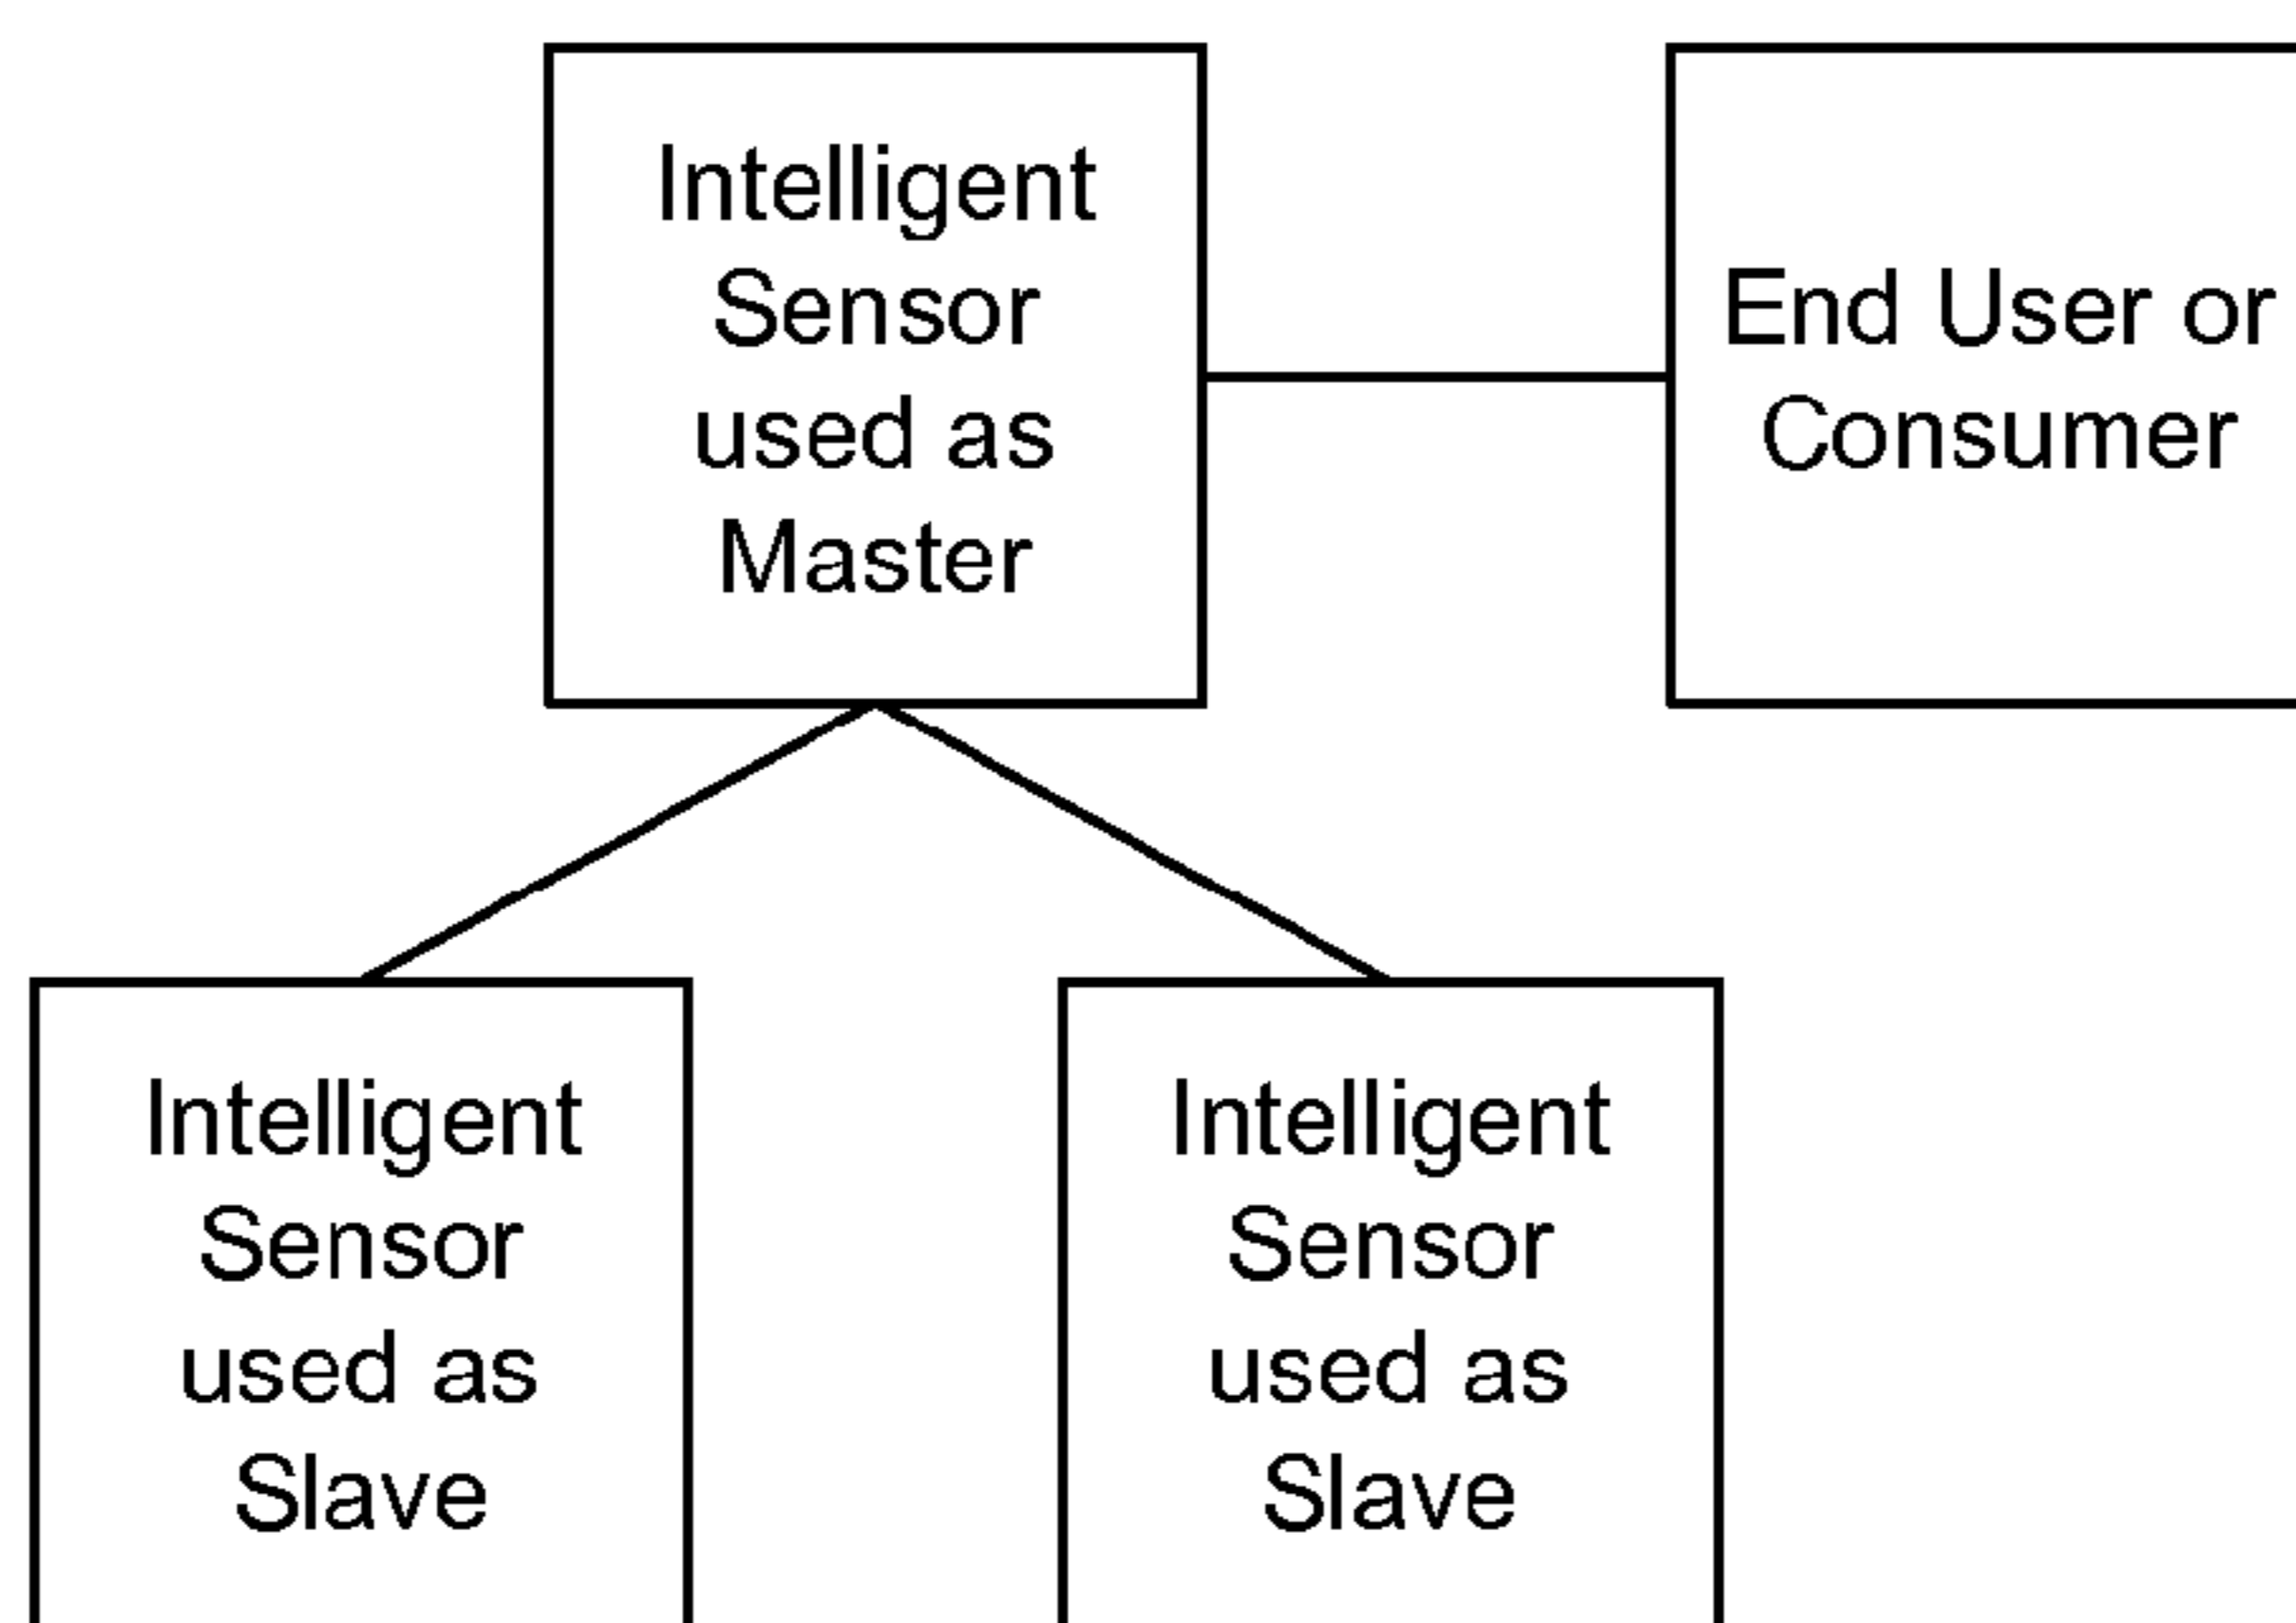 Intelligent
Sensor
used as
Master
End User or
Consumer
Intelligent
Sensor
used as
Slave
Intelligent
Sensor
used as
Slave